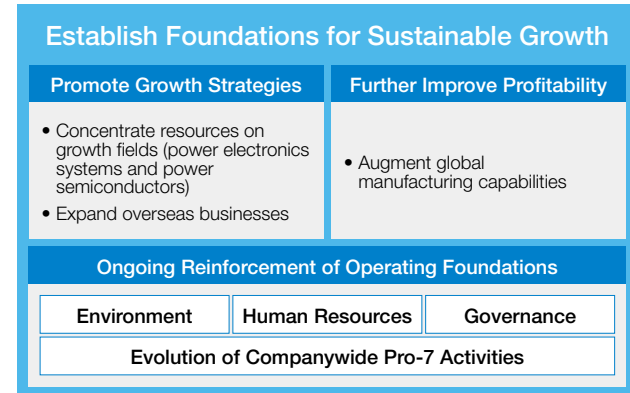 Establish Foundations for Sustainable Growth
Promote Growth Strategies
• Concentrate resources on
growth fields (power electronics
systems and power
semiconductors)
• Expand overseas businesses
Further Improve Profitability
• Augment global
manufacturing capabilities
Ongoing Reinforcement of Operating Foundations
Environment
Human Resources
Governance
Evolution of Companywide Pro-7 Activities